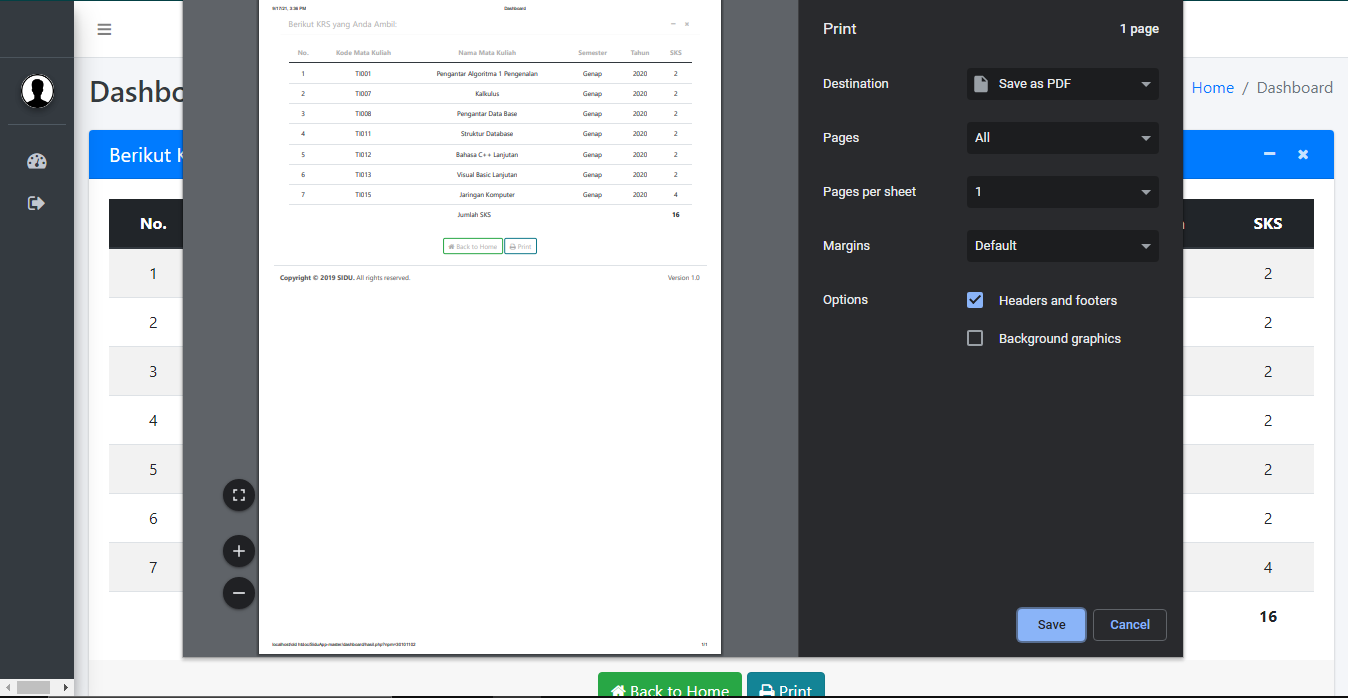 Dashbo
Home / Dashboard
Berikut K
No.
SKS
1
2
2
2
3
2
4
2
5
2
6
2
7
4
16
Back to Home
Print
9/17/21, 3:36 PM
Dashboard
Berikut KRS yang Anda Ambil:
No. Kode Mata Kuliah Nama Mata Kuliah Semester Tahun SKS
1 TI001 Pengantar Algoritma 1 Pengenalan Genap 2020 2
2 TI007 Kalkulus Genap 2020 2
3 TI008 Pengantar Data Base Genap 2020 2
4 TI011 Struktur Database Genap 2020 2
5 TI012 Bahasa C++ Lanjutan Genap 2020 2
6 TI013 Visual Basic Lanjutan Genap 2020 2
7 TI015 Jaringan Komputer Genap 2020 4
Jumlah SKS 16
Back to Home Print
Copyright © 2019 SIDU. All rights reserved. Version 1.0
1/1
Print 1 page
Destination Save as PDF
Pages All
Pages per sheet 1
Margins Default
Options Headers and footers
Background graphics
Save Cancel